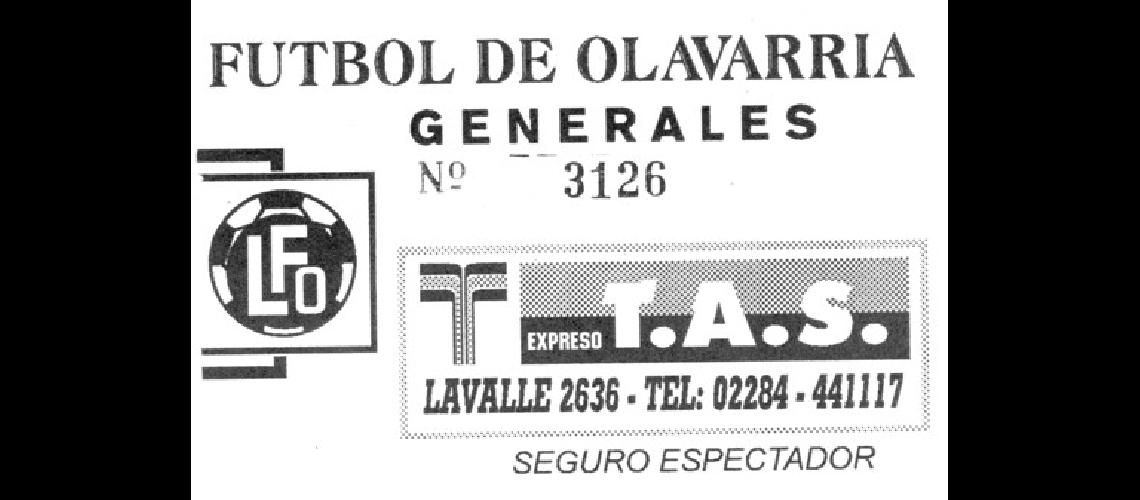 FUTBOL DE OLAVARRIA
GENERALES
Nº 3126
LFO
EXPRESO T.A.S.
LAVALLE 2636 - TEL: 02284 - 441117
SEGURO ESPECTADOR